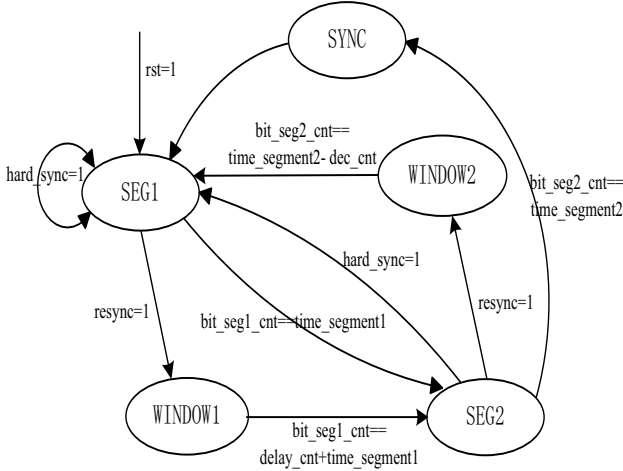 SYNC
rst=1
bit_seg2_cnt==
time_segment2- dec_cnt
WINDOW2
hard_sync=1
SEG1
bit_seg2_cnt==
time_segment2
hard_sync=1
resync=1
resync=1
bit_seg1_cnt==time_segment1
WINDOW1
SEG2
bit_seg1_cnt==
delay_cnt+time_segment1